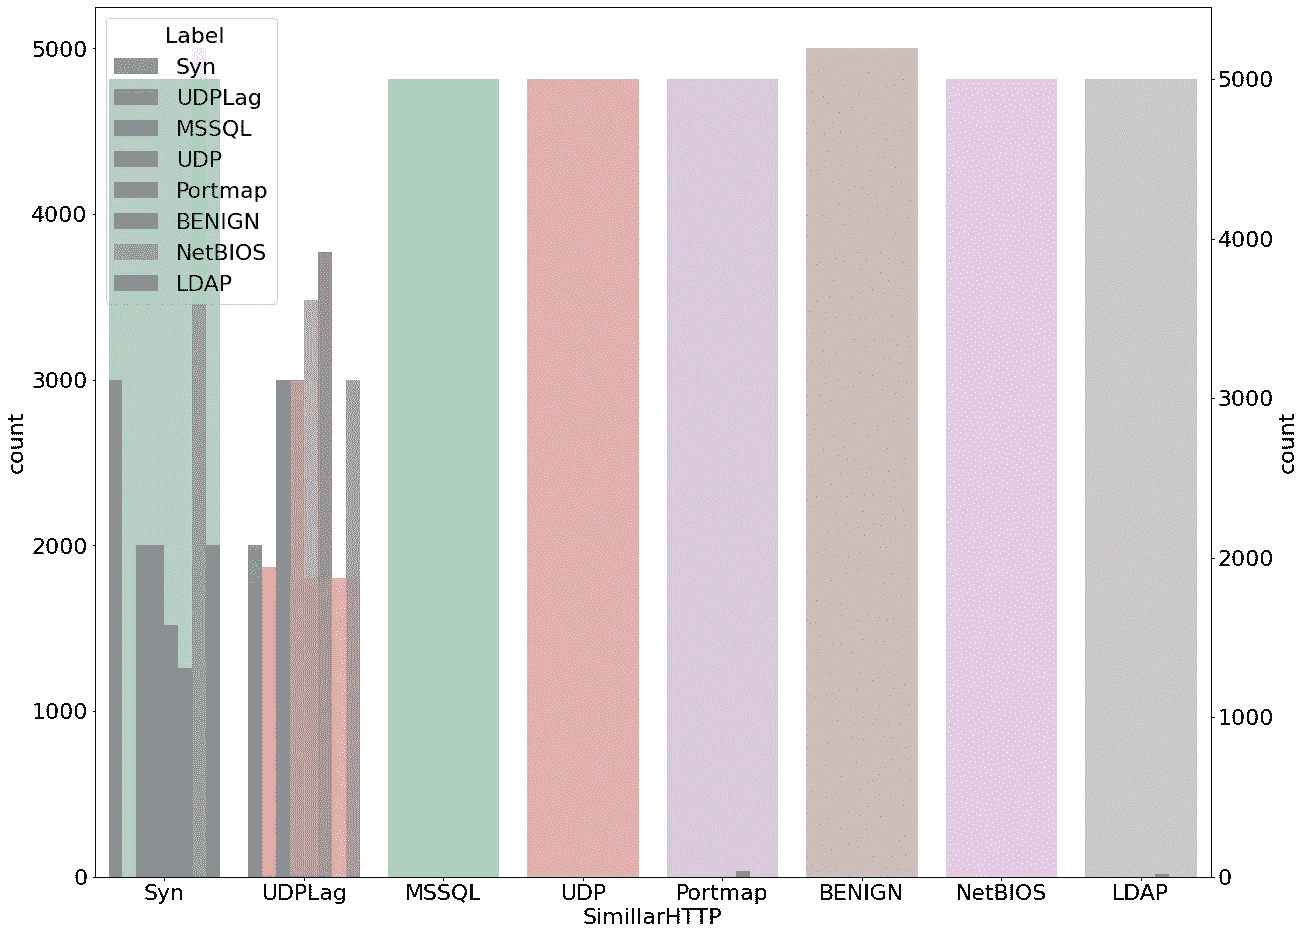 Label
Syn
UDPLag
MSSQL
UDP
Portmap
BENIGN
NetBIOS
LDAP
count
5000
4000
3000
2000
1000
0
5000
4000
3000
2000
1000
0
count
Syn UDPLag MSSQL UDP Portmap BENIGN NetBIOS LDAP
SimillarHTTP